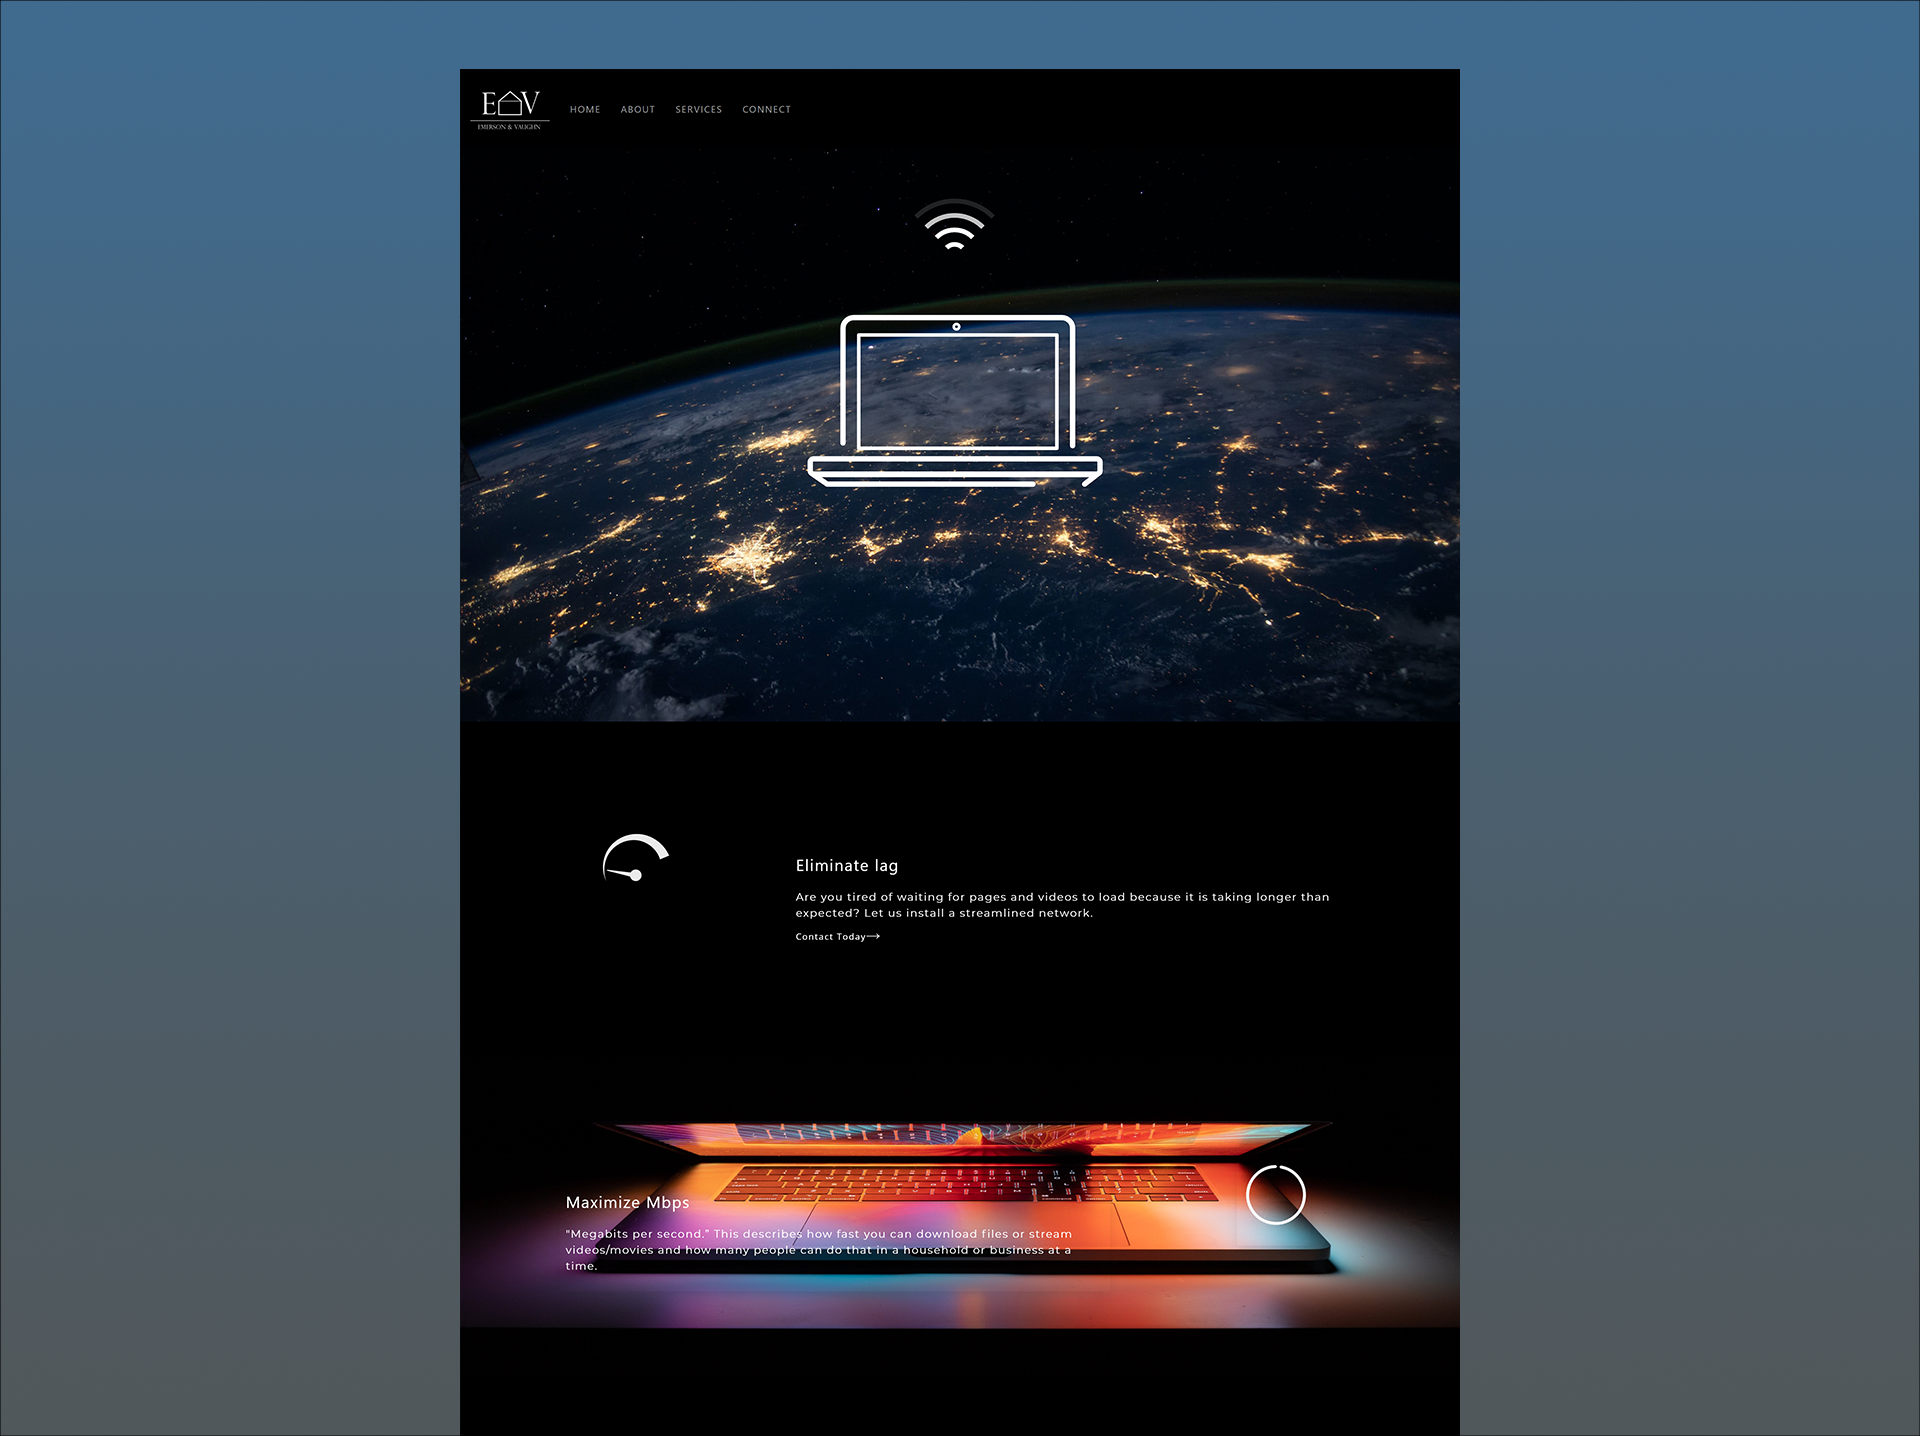 E V
EMERSON & VAUGHN
HOME ABOUT SERVICES CONNECT
Eliminate lag
Are you tired of waiting for pages and videos to load because it is taking longer than
expected? Let us install a streamlined network.
Contact Today→
Maximize Mbps
"Megabits per second." This describes how fast you can download files or stream
videos/movies and how many people can do that in a household or business at a
time.